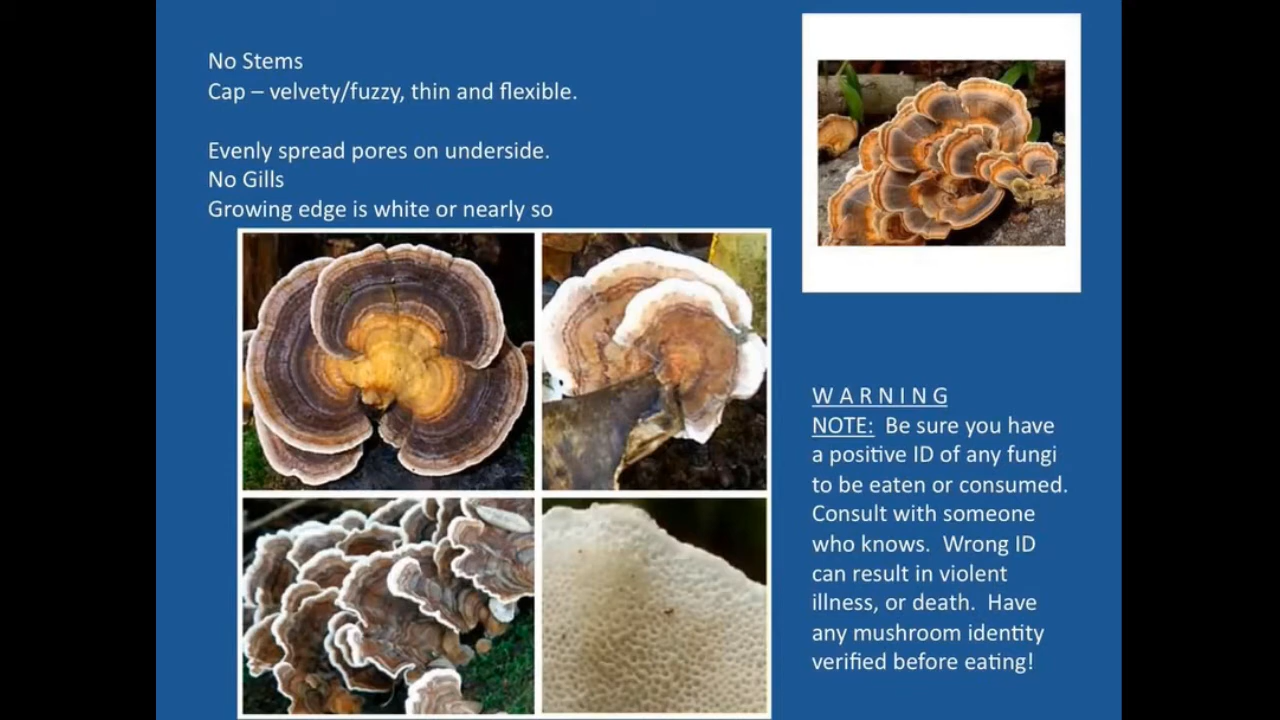 No Stems
Cap – velvety/fuzzy, thin and flexible.
Evenly spread pores on underside.
No Gills
Growing edge is white or nearly so
W A R N I N G
NOTE: Be sure you have
a positive ID of any fungi
to be eaten or consumed.
Consult with someone
who knows. Wrong ID
can result in violent
illness, or death. Have
any mushroom identity
verified before eating!